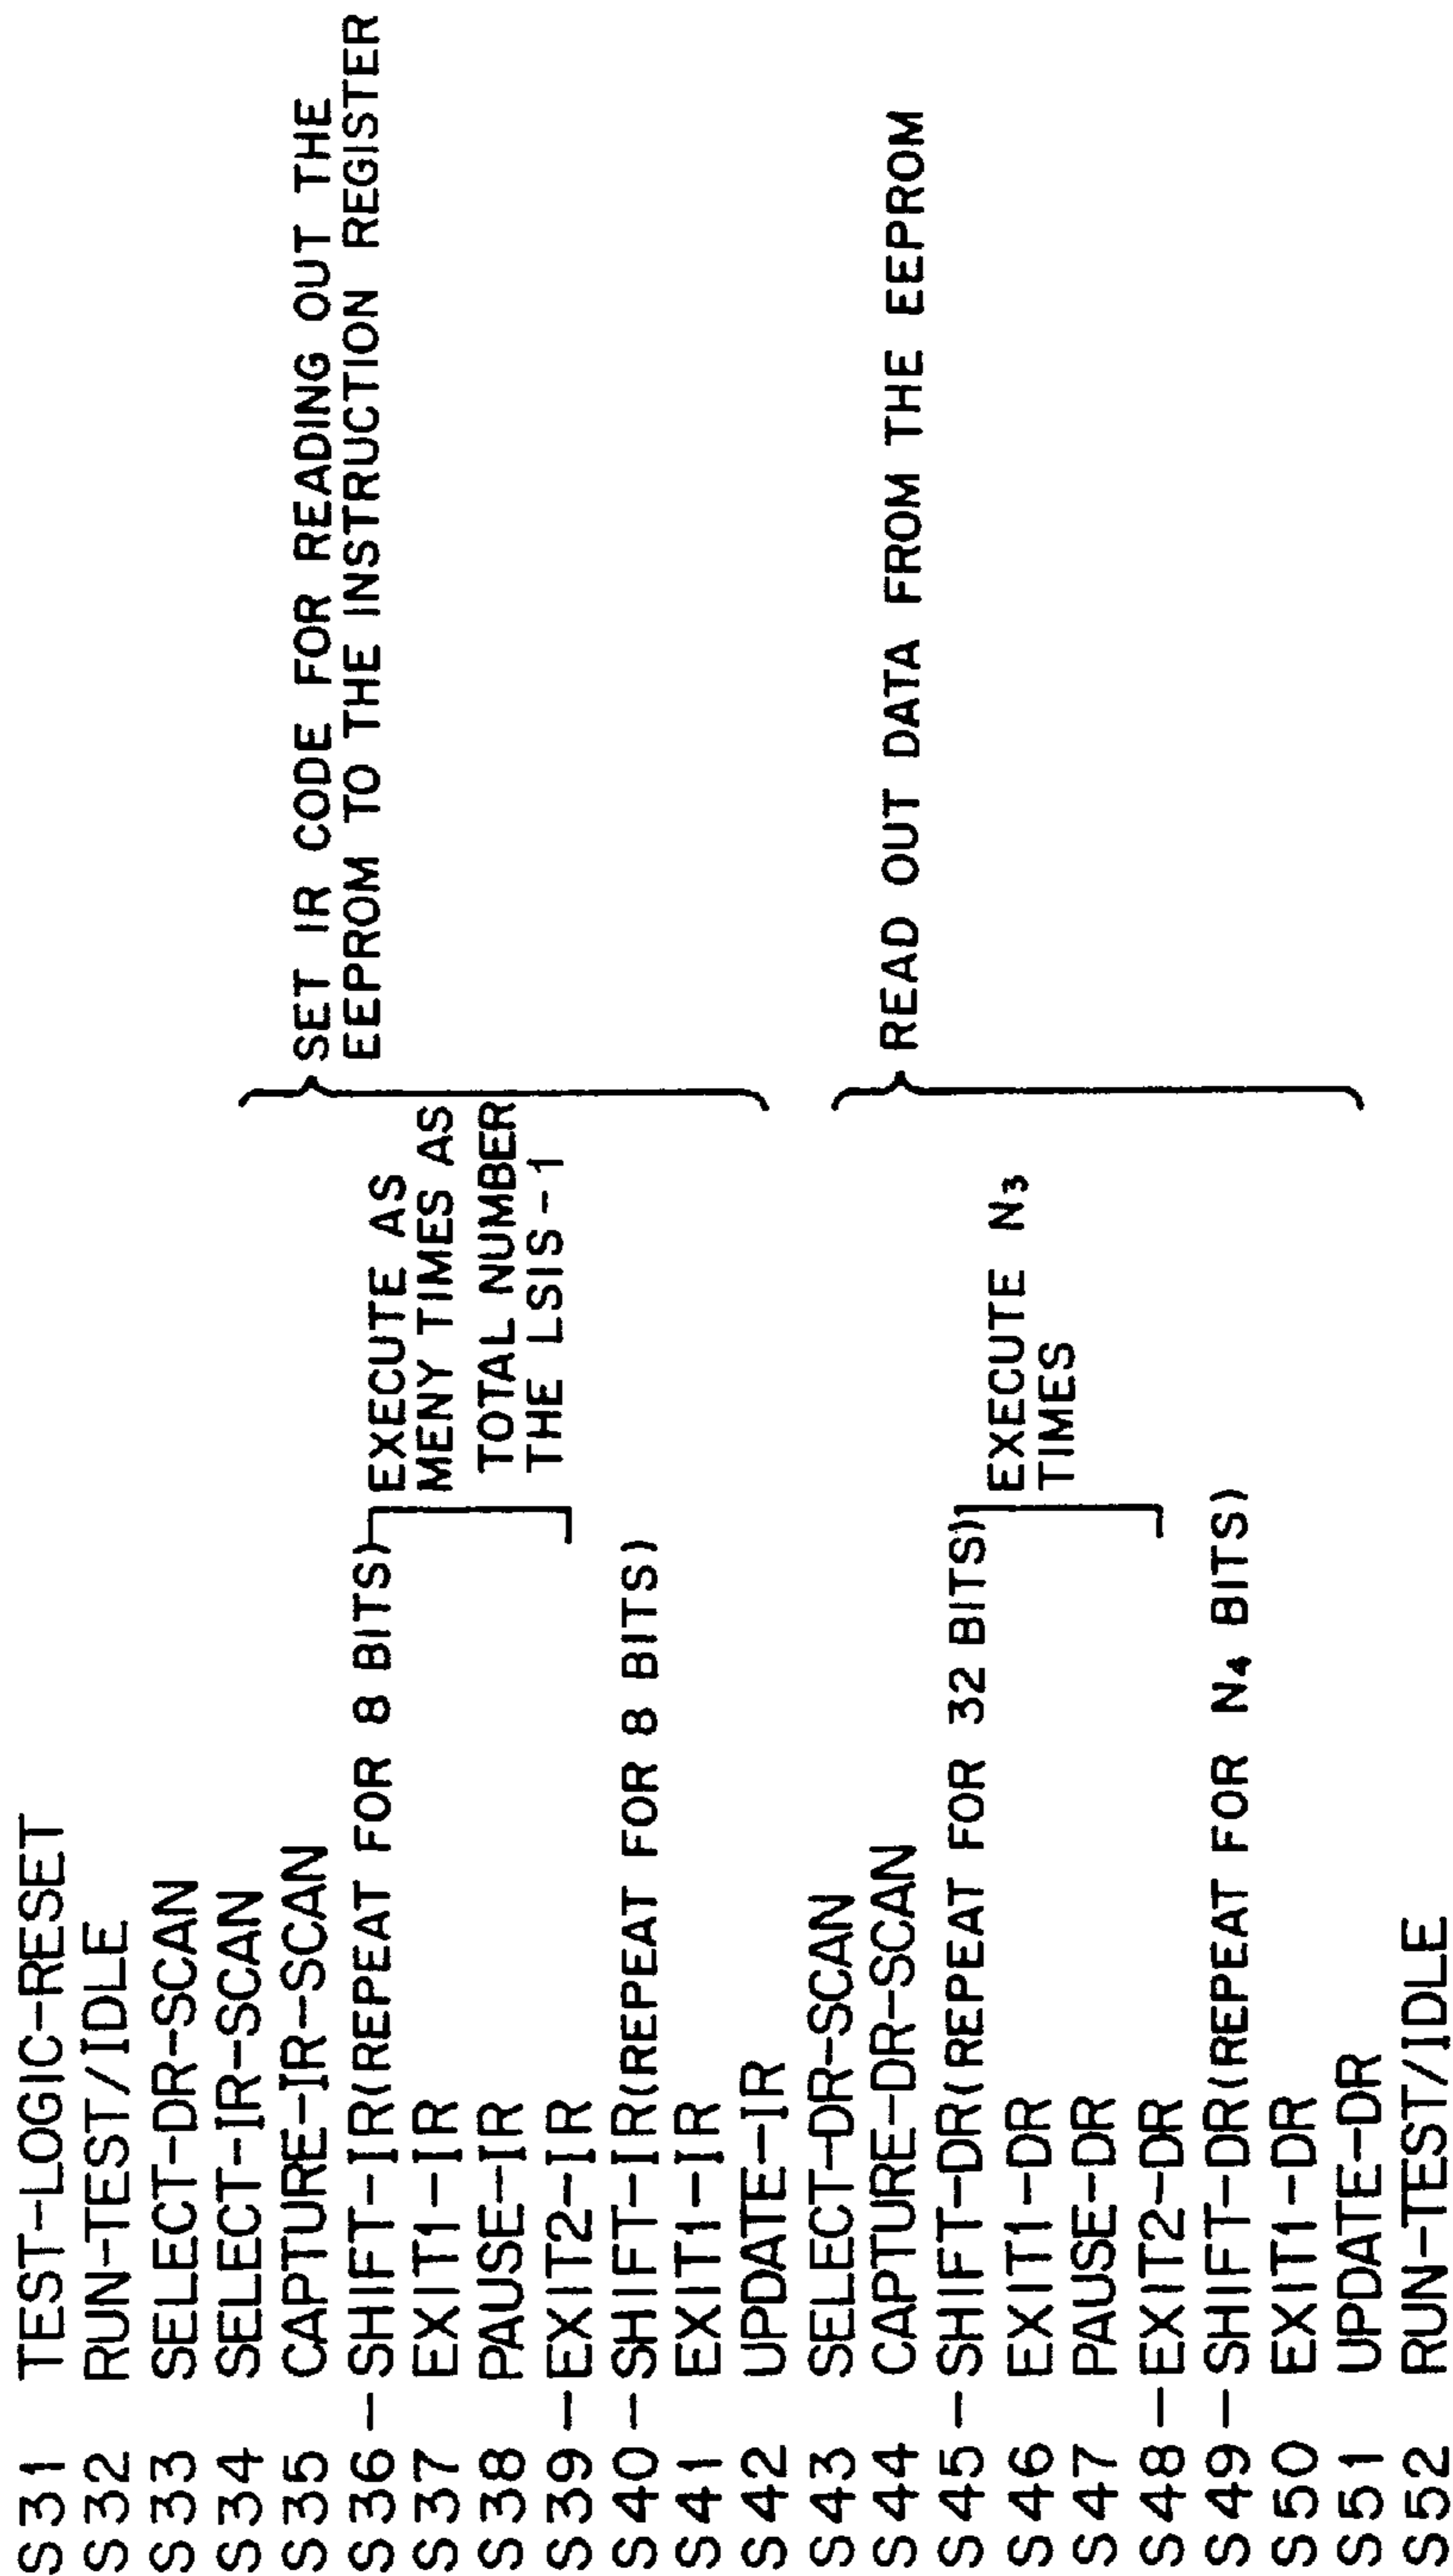 S31 TEST-LOGIC-RESET
S32 RUN-TEST/IDLE
S33 SELECT-DR-SCAN
S34 SELECT-IR-SCAN
S35 CAPTURE-IR-SCAN
S36-SHIFT-IR(REPEAT FOR 8 BITS)
S37 EXIT1-IR
S38 PAUSE-IR
S39-EXIT2-IR
S40-SHIFT-IR(REPEAT FOR 8 BITS)
S41 EXIT1-IR
S42 UPDATE-IR
S43 SELECT-DR-SCAN
S44 CAPTURE-DR-SCAN
S45-SHIFT-DR(REPEAT FOR 32 BITS)
S46 EXIT1-DR
S47 PAUSE-DR
S48-EXIT2-DR
S49-SHIFT-DR(REPEAT FOR N4 BITS)
S50 EXIT1-DR
S51 UPDATE-DR
S52 RUN-TEST/IDLE
EXECUTE AS
MENY TIMES AS
TOTAL NUMBER
THE LSIS-1
EXECUTE N3
TIMES
SET IR CODE FOR READING OUT THE
EEPROM TO THE INSTRUCTION REGISTER
READ OUT DATA FROM THE EEPROM